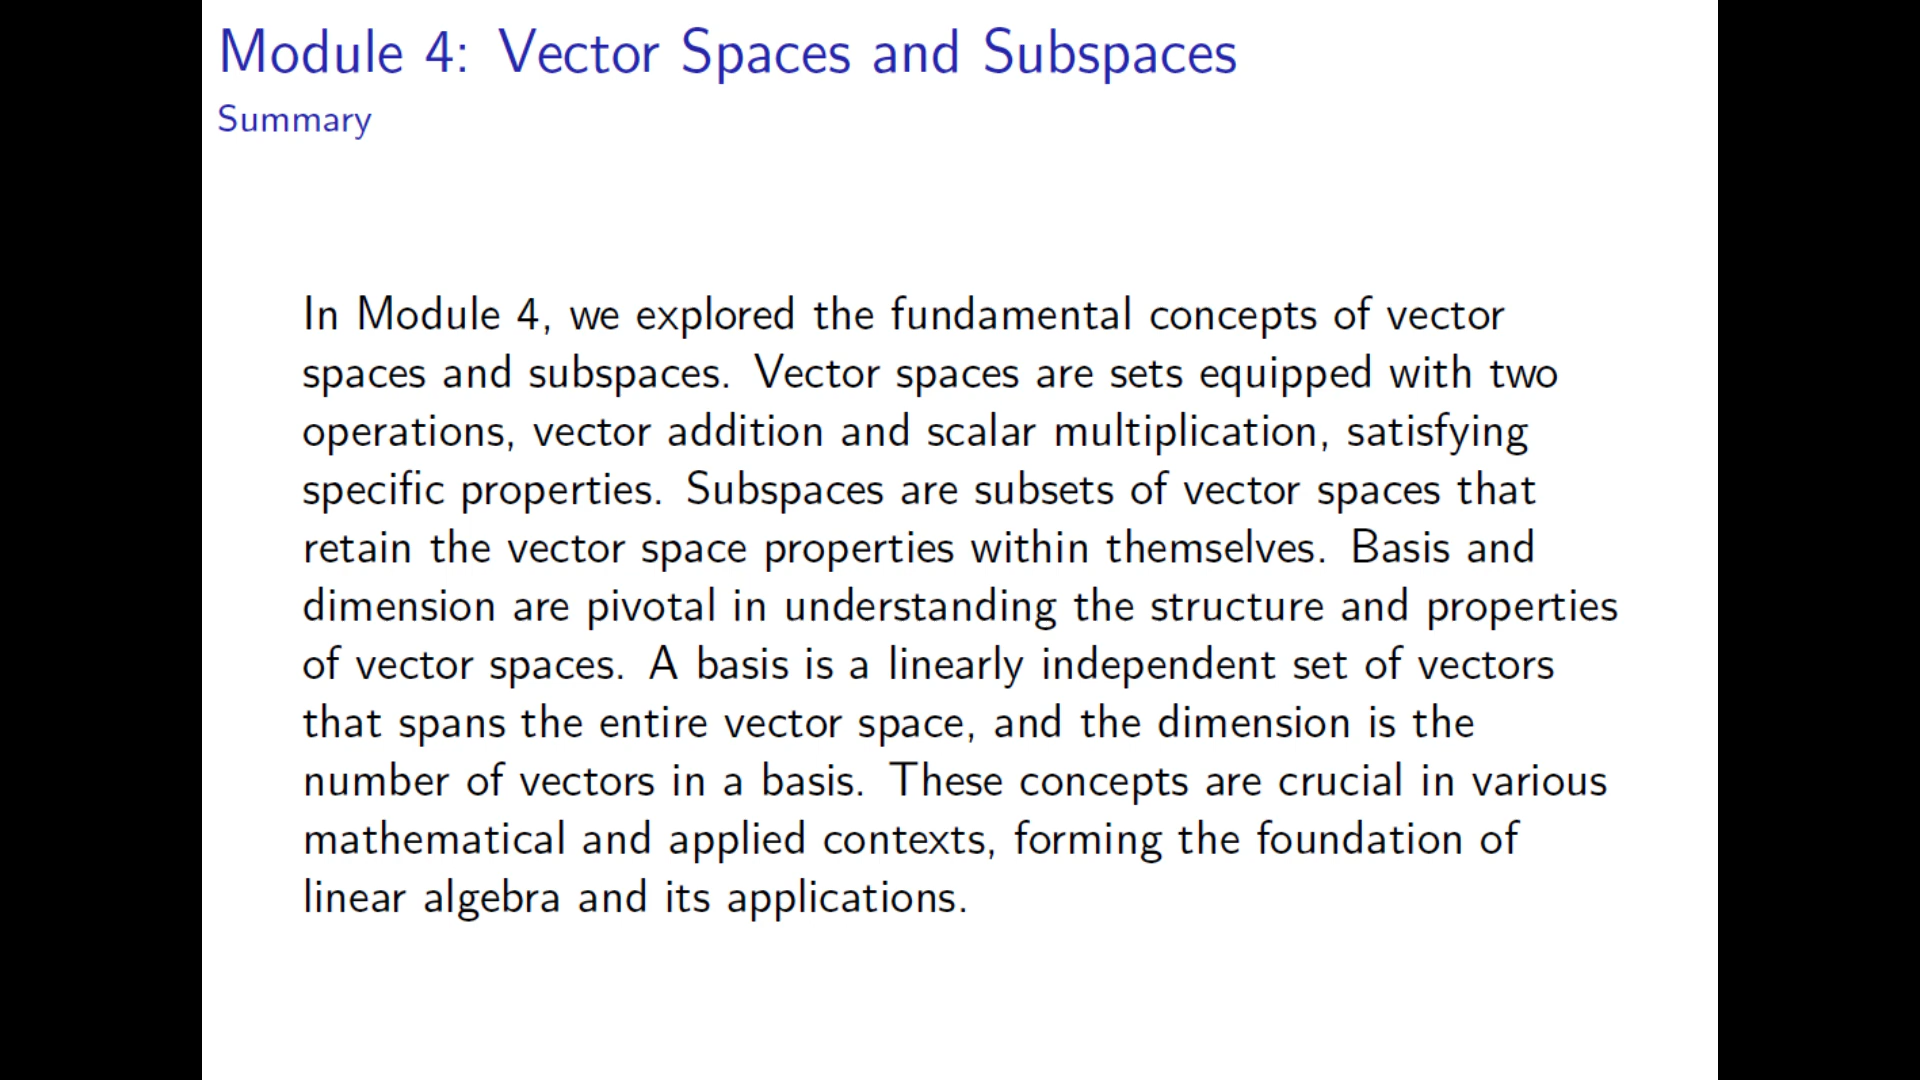 Module 4: Vector Spaces and Subspaces
Summary
In Module 4, we explored the fundamental concepts of vector
spaces and subspaces. Vector spaces are sets equipped with two
operations, vector addition and scalar multiplication, satisfying
specific properties. Subspaces are subsets of vector spaces that
retain the vector space properties within themselves. Basis and
dimension are pivotal in understanding the structure and properties
of vector spaces. A basis is a linearly independent set of vectors
that spans the entire vector space, and the dimension is the
number of vectors in a basis. These concepts are crucial in various
mathematical and applied contexts, forming the foundation of
linear algebra and its applications.